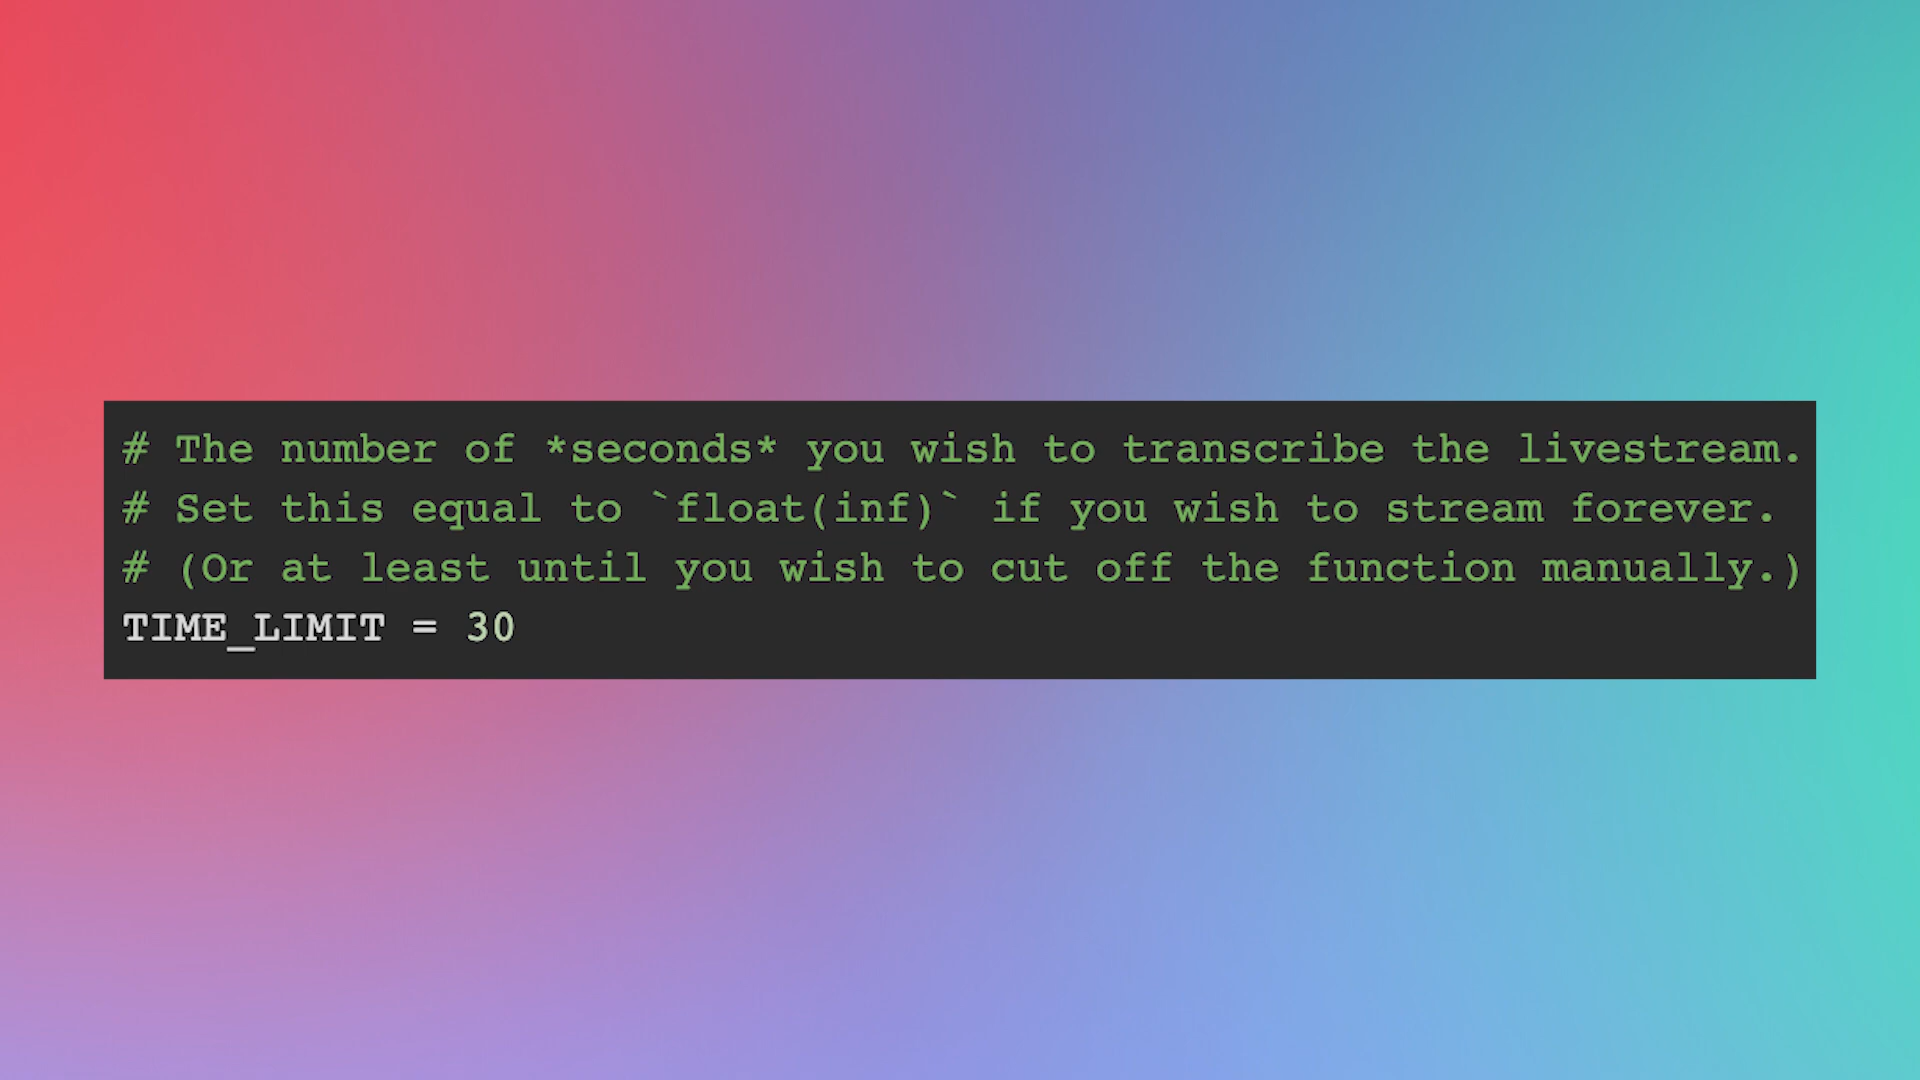 # The number of *seconds* you wish to transcribe the livestream.
# Set this equal to `float(inf)` if you wish to stream forever.
# (Or at least until you wish to cut off the function manually.)
TIME_LIMIT = 30